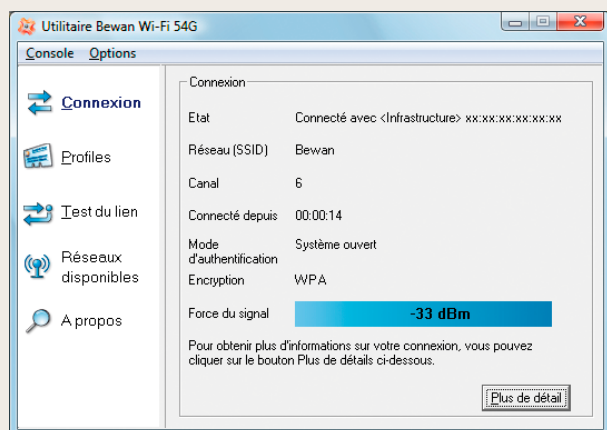 Utilitaire Bewan Wi-Fi 54G
Console Options
Connexion
Profiles
Test du lien
Réseaux
disponibles
A propos
Connexion
Etat Connecté avec <Infrastructure> xx:xx:xx:xx:xx:xx
Réseau (SSID) Bewan
Canal 6
Connecté depuis 00:00:14
Mode
d'authentification Système ouvert
Encryption WPA
Force du signal -33 dBm
Pour obtenir plus d'informations sur votre connexion, vous pouvez
cliquer sur le bouton Plus de détails ci-dessous.
Plus de détail